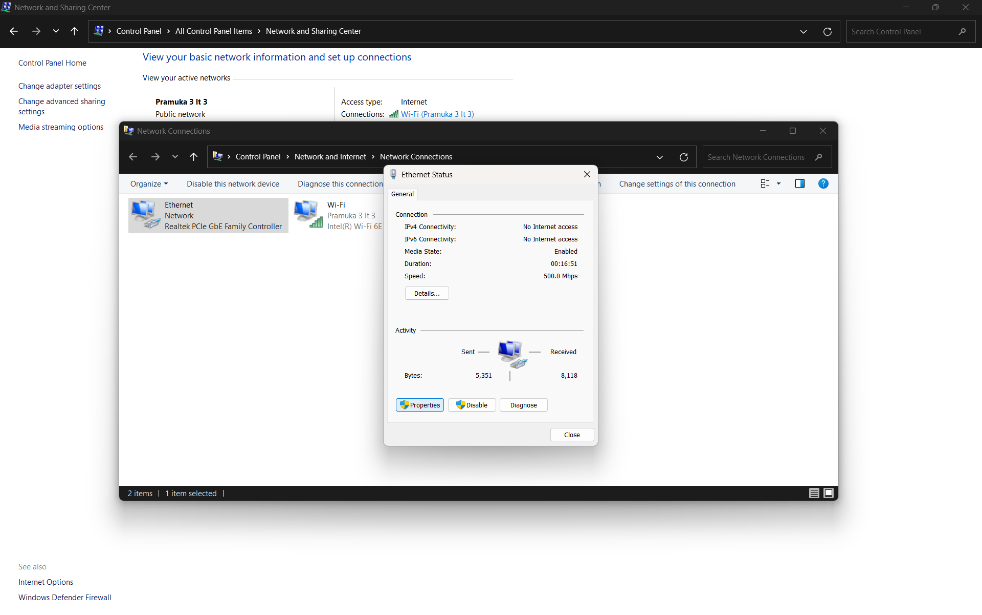 Network and Sharing Center
Control Panel > All Control Panel Items > Network and Sharing Center
Search Control Panel
Control Panel Home
Change adapter settings
Change advanced sharing
settings
Media streaming options
View your basic network information and set up connections
View your active networks
Pramuka 3 lt 3
Public network
Access type: Internet
Connections: Wi-Fi (Pramuka 3 lt 3)
Network Connections
Control Panel > Network and Internet > Network Connections
Search Network Connections
Organize
Disable this network device
Diagnose this connection
Change settings of this connection
Ethernet
Network
Realtek PCIe GbE Family Controller
Wi-Fi
Pramuka 3 lt 3
Intel(R) Wi-Fi 6E
Ethernet Status
General
Connection
IPv4 Connectivity: No Internet access
IPv6 Connectivity: No Internet access
Media State: Enabled
Duration: 00:16:51
Speed: 500.0 Mbps
Details...
Activity
Sent — — Received
Bytes: 5,351 | 8,118
Properties
Disable
Diagnose
Close
2 items | 1 item selected |
See also
Internet Options
Windows Defender Firewall